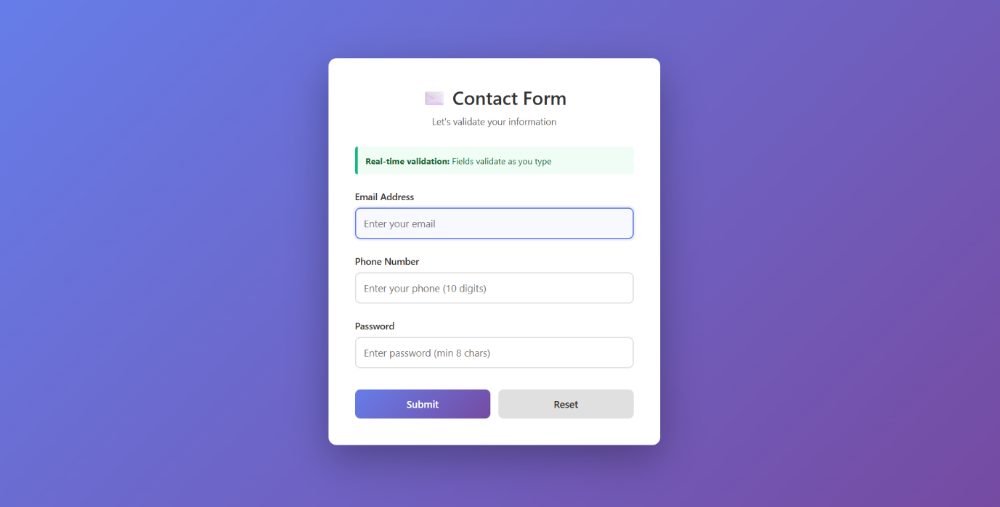 Contact Form
Let's validate your information
Real-time validation: Fields validate as you type
Email Address
Enter your email
Phone Number
Enter your phone (10 digits)
Password
Enter password (min 8 chars)
Submit
Reset